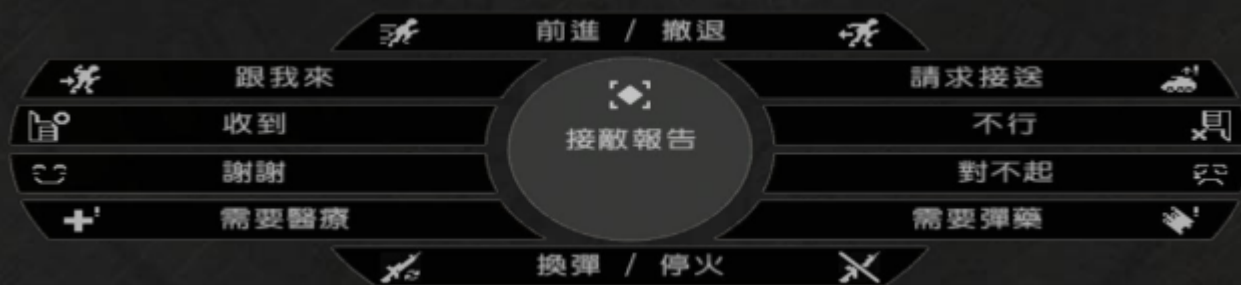 前進 / 撤退
跟我來
請求接送
接敵報告
收到
不行
謝謝
對不起
需要醫療
需要彈藥
換彈 / 停火